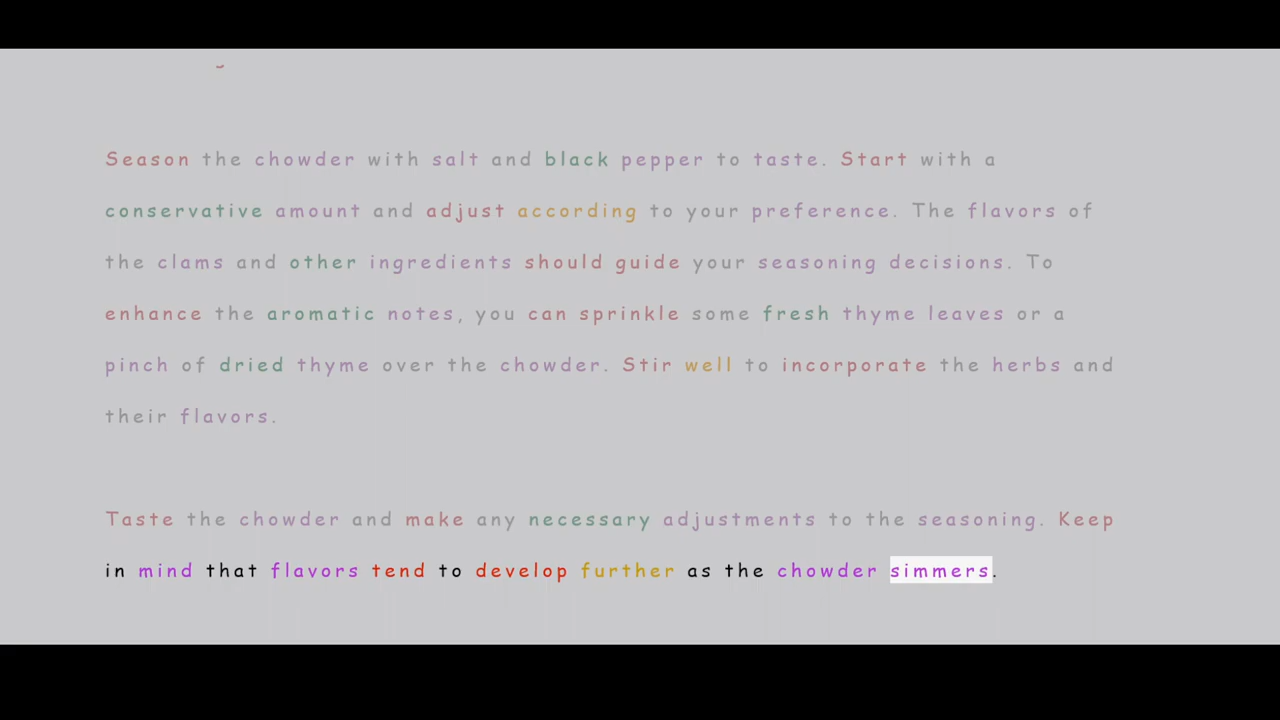 Season the chowder with salt and black pepper to taste. Start with a
conservative amount and adjust according to your preference. The flavors of
the clams and other ingredients should guide your seasoning decisions. To
enhance the aromatic notes, you can sprinkle some fresh thyme leaves or a
pinch of dried thyme over the chowder. Stir well to incorporate the herbs and
their flavors.
Taste the chowder and make any necessary adjustments to the seasoning. Keep
in mind that flavors tend to develop further as the chowder simmers.